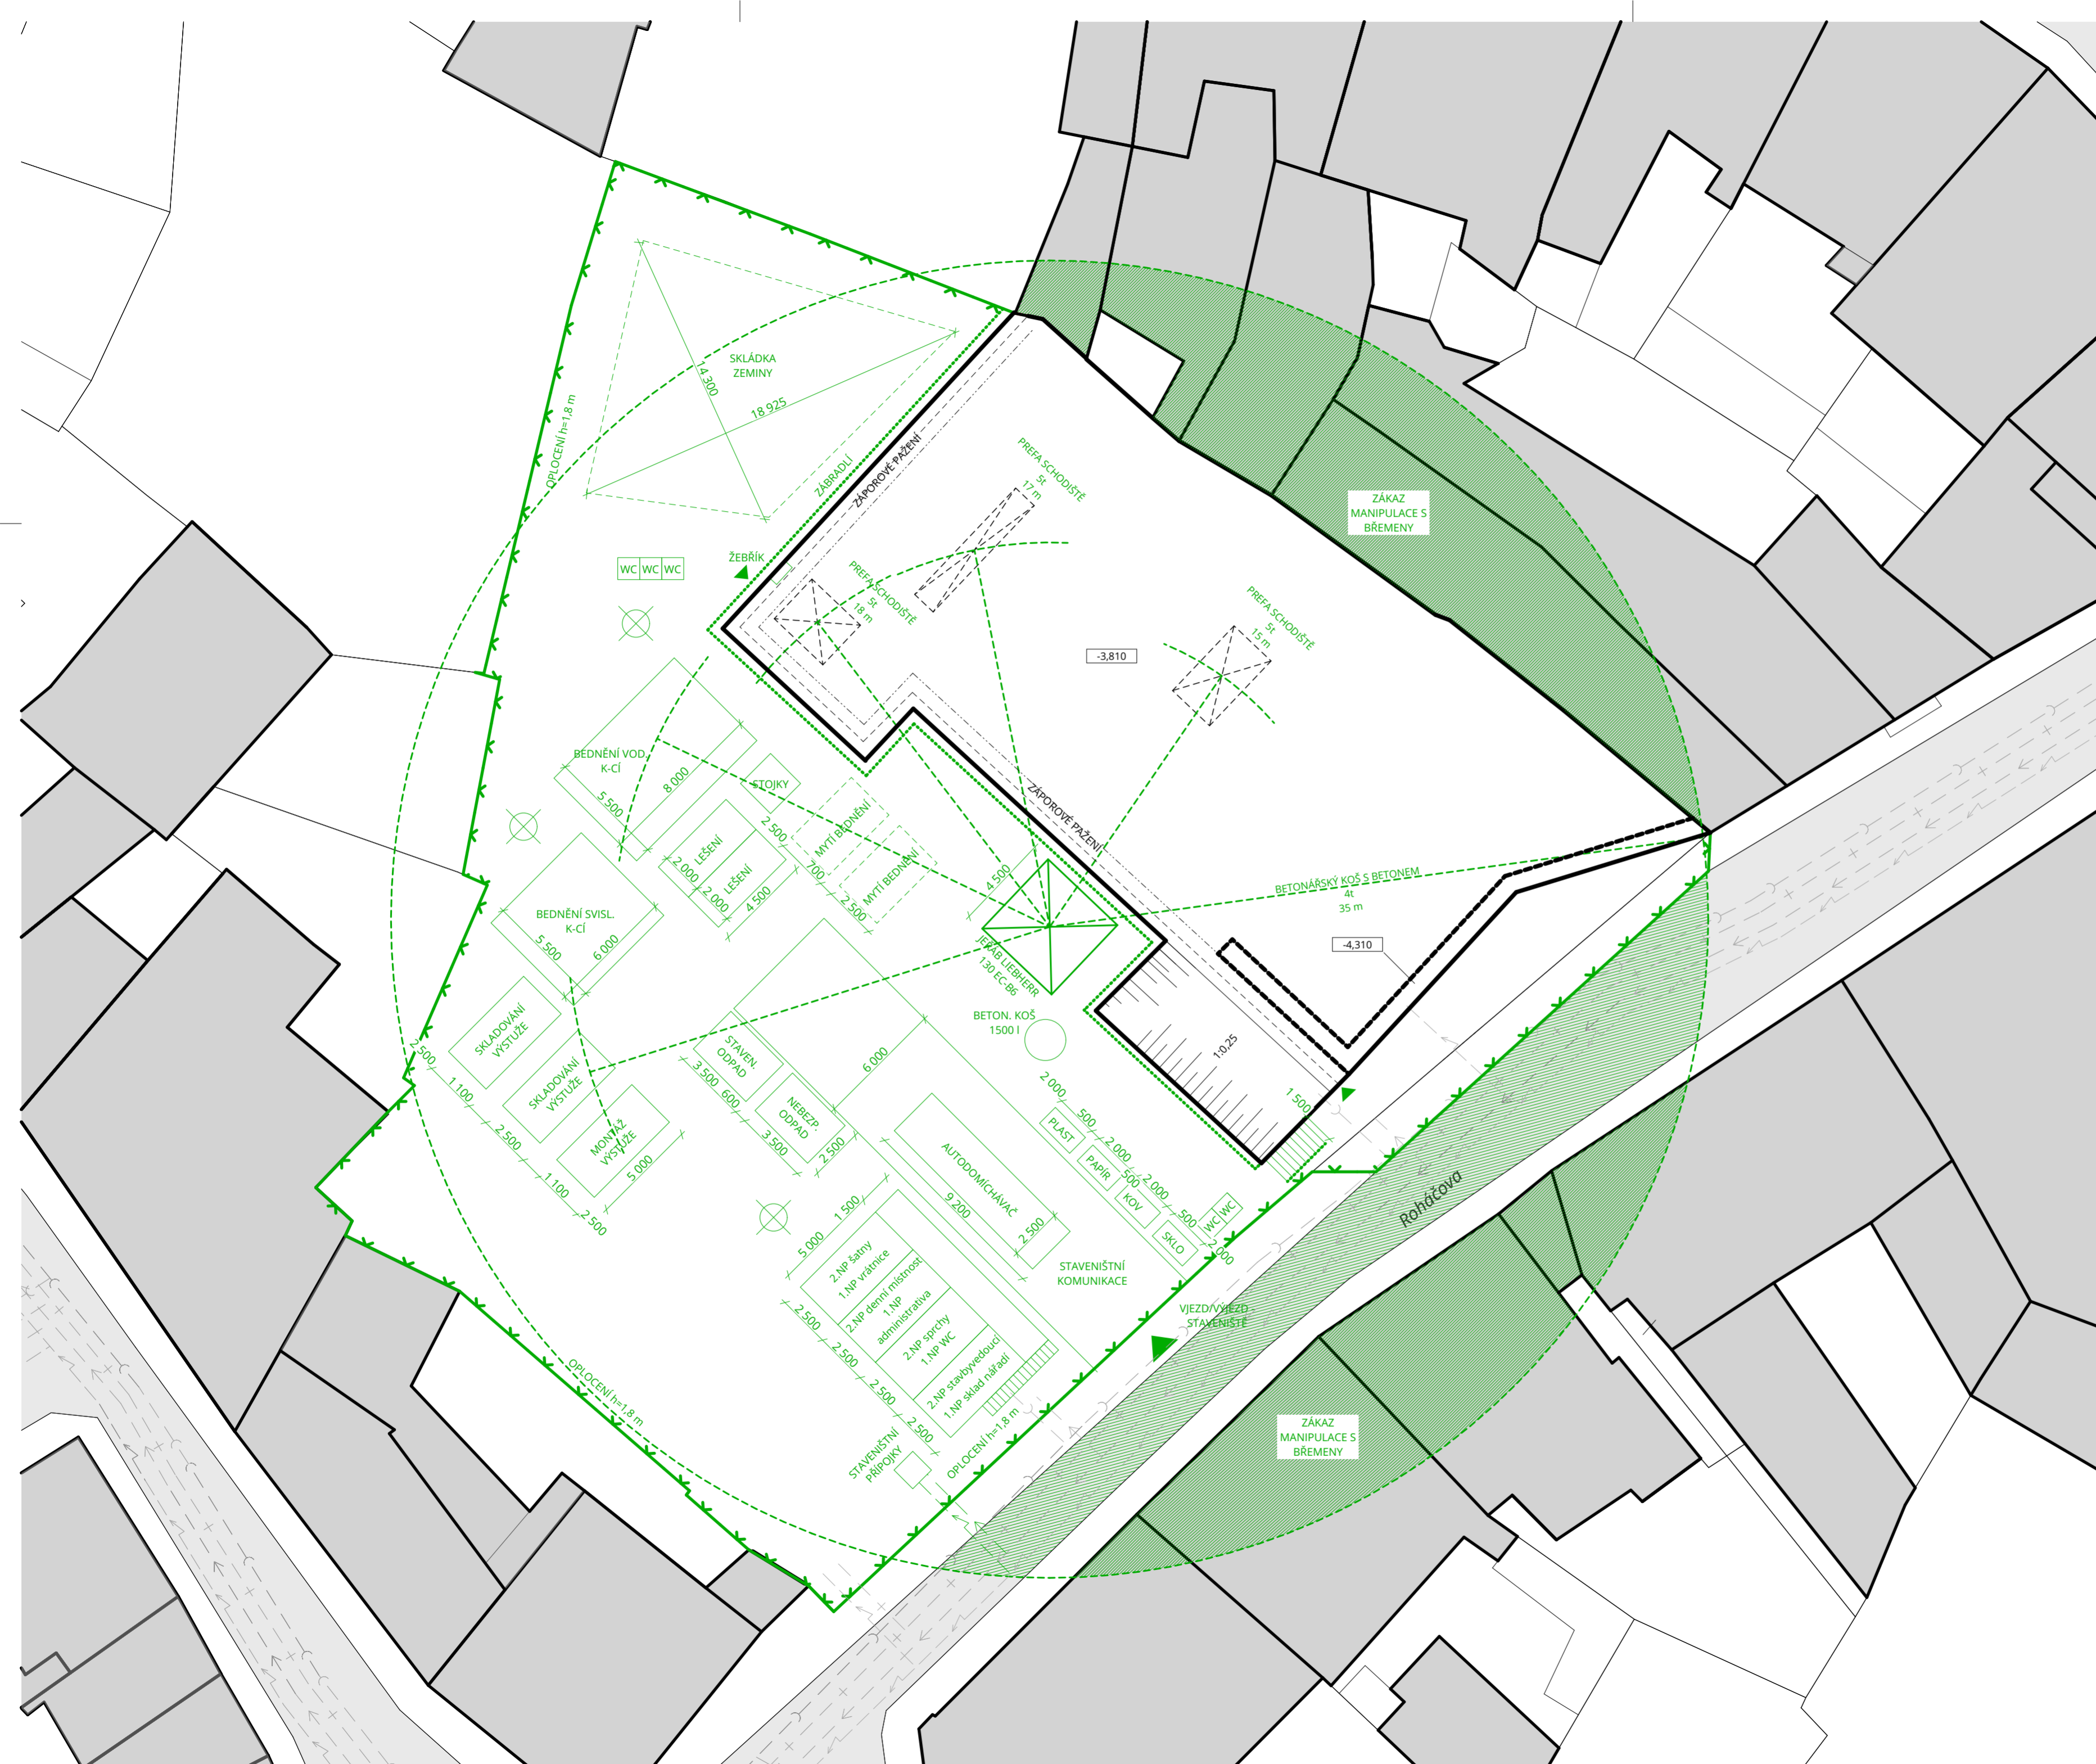 SKLÁDKA
ZEMINY
14 300
18 925
OPLOCENÍ h=1,8 m
ZÁBRADLÍ
ZÁPOROVÉ PAŽENÍ
PREFA SCHODIŠTĚ
5t
17 m
ZÁKAZ
MANIPULACE S
BŘEMENY
WC
WC
WC
ŽEBŘÍK
PREFA SCHODIŠTĚ
5t
18 m
PREFA SCHODIŠTĚ
5t
15 m
-3,810
BEDNĚNÍ VOD.
K-CÍ
5 500
8 000
STOJKY
LEŠENÍ
LEŠENÍ
2 000
2 000
4 500
2 500
700
2 500
MYTÍ BEDNĚNÍ
MYTÍ BEDNĚNÍ
ZÁPOROVÉ PAŽENÍ
4 500
BETONÁŘSKÝ KOŠ S BETONEM
4t
35 m
BEDNĚNÍ SVISL.
K-CÍ
5 500
6 000
JEŘÁB LIEBHERR
130 EC-B6
-4,310
BETON. KOŠ
1500 l
1:0,25
SKLADOVÁNÍ
VÝSTUŽE
SKLADOVÁNÍ
VÝSTUŽE
MONTÁŽ
VÝSTUŽE
2 500
1 100
2 500
1 100
2 500
5 000
STAVEN.
ODPAD
NEBEZP.
ODPAD
3 500
600
3 500
2 500
6 000
AUTODOMÍCHÁVAČ
9 200
2 500
2 000
500
2 000
500
2 000
500
2 000
PLAST
PAPÍR
KOV
SKLO
WC
WC
1 500
Roháčova
1 500
5 000
2.NP šatny
1.NP vrátnice
2.NP denní místnost
1.NP
administrativa
2.NP sprchy
1.NP WC
2.NP stavbyvedoucí
1.NP sklad nářadí
2 500
2 500
2 500
2 500
STAVENIŠTNÍ
KOMUNIKACE
VJEZD/VÝJEZD
STAVENIŠTĚ
OPLOCENÍ h=1,8 m
OPLOCENÍ h=1,8 m
STAVENIŠTNÍ
PŘÍPOJKY
ZÁKAZ
MANIPULACE S
BŘEMENY